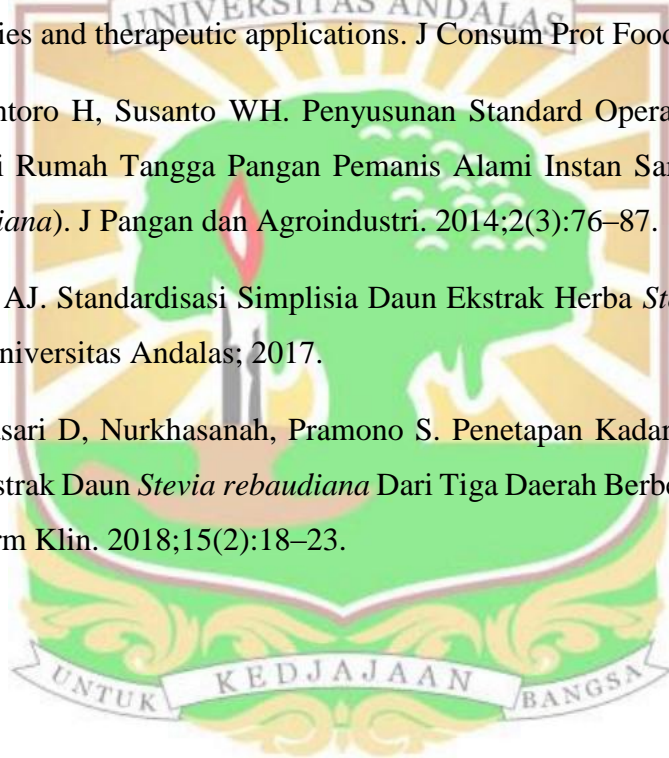 UNIVERSITAS ANDALAS
ies and therapeutic applications. J Consum Prot Food
ntoro H, Susanto WH. Penyusunan Standard Opera
i Rumah Tangga Pangan Pemanis Alami Instan Sar
iana). J Pangan dan Agroindustri. 2014;2(3):76–87.
AJ. Standardisasi Simplisia Daun Ekstrak Herba Ste
niversitas Andalas; 2017.
sari D, Nurkhasanah, Pramono S. Penetapan Kadar
strak Daun Stevia rebaudiana Dari Tiga Daerah Berbe
rm Klin. 2018;15(2):18–23.
UNTUK KEDJAJAAN BANGSA